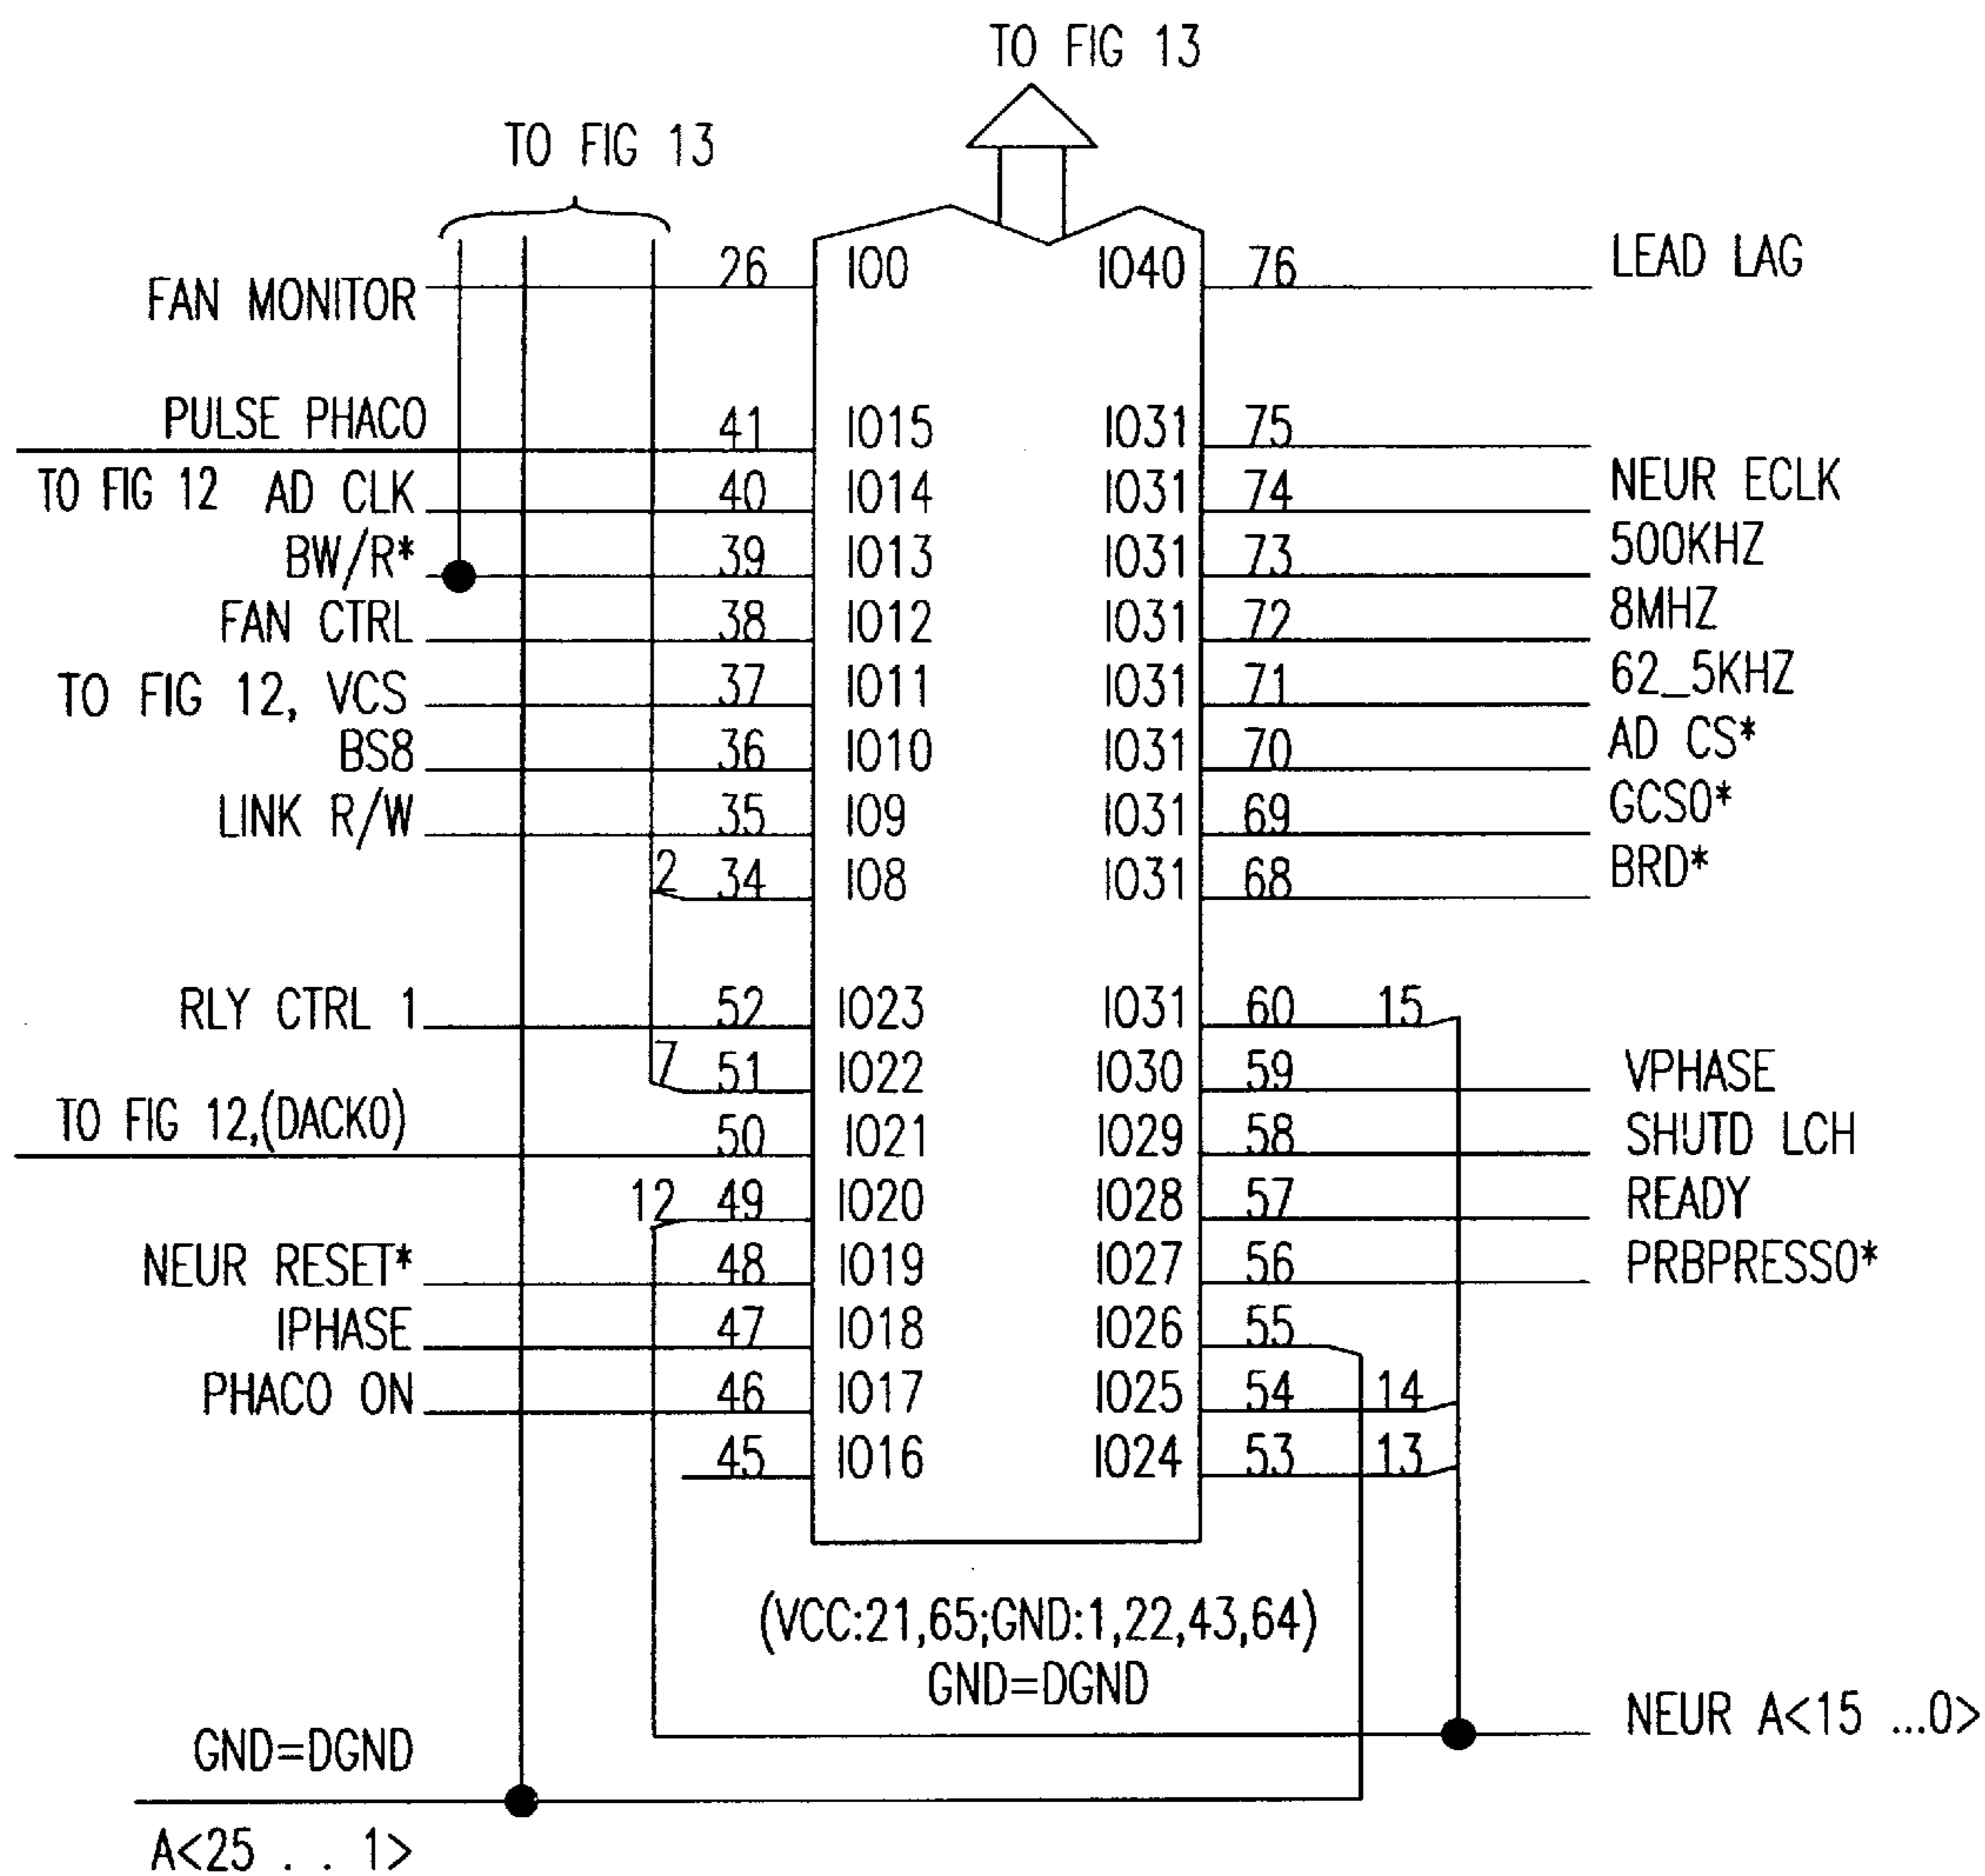 TO FIG 13
TO FIG 13
FAN MONITOR 26 IO0 IO40 76 LEAD LAG
PULSE PHACO 41 IO15 IO31 75
TO FIG 12 AD CLK 40 IO14 IO31 74 NEUR ECLK
BW/R* 39 IO13 IO31 73 500KHZ
FAN CTRL 38 IO12 IO31 72 8MHZ
TO FIG 12, VCS 37 IO11 IO31 71 62_5KHZ
BS8 36 IO10 IO31 70 AD CS*
LINK R/W 35 IO9 IO31 69 GCS0*
2 34 IO8 IO31 68 BRD*
RLY CTRL 1 52 IO23 IO31 60 15
7 51 IO22 IO30 59 VPHASE
TO FIG 12,(DACK0) 50 IO21 IO29 58 SHUTD LCH
12 49 IO20 IO28 57 READY
NEUR RESET* 48 IO19 IO27 56 PRBPRESS0*
IPHASE 47 IO18 IO26 55
PHACO ON 46 IO17 IO25 54 14
45 IO16 IO24 53 13
(VCC:21,65;GND:1,22,43,64)
GND=DGND
NEUR A<15 ...0>
GND=DGND
A<25 . . 1>